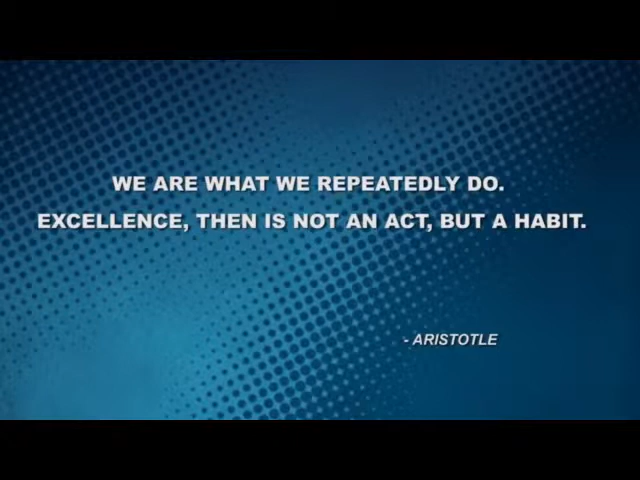 WE ARE WHAT WE REPEATEDLY DO.
EXCELLENCE, THEN IS NOT AN ACT, BUT A HABIT.
- ARISTOTLE